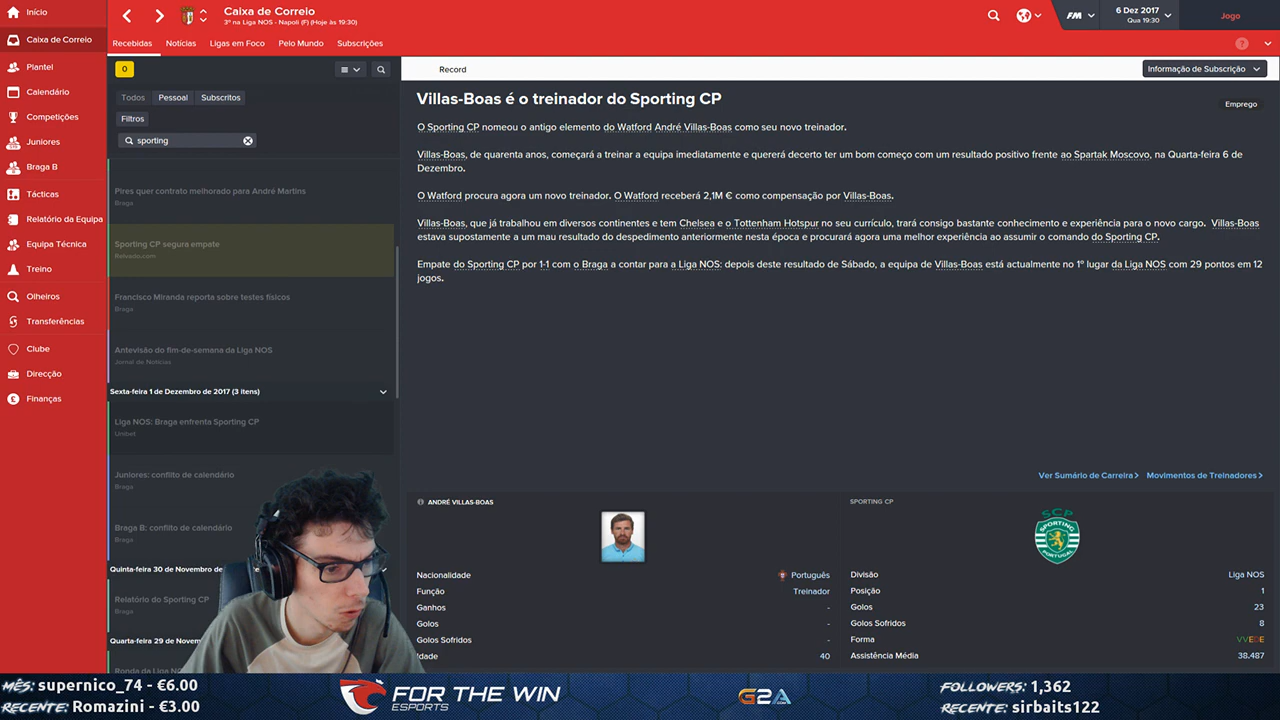 Início
Caixa de Correio
Plantel
Calendário
Competições
Juniores
Braga B
Tácticas
Relatório da Equipa
Equipa Técnica
Treino
Olheiros
Transferências
Clube
Direcção
Finanças
Caixa de Correio
3º na Liga NOS - Napoli (F) (Hoje às 19:30)
FM
6 Dez 2017
Qua 19:30
Jogo
Recebidas
Notícias
Ligas em Foco
Pelo Mundo
Subscrições
0
Todos
Pessoal
Subscritos
Filtros
sporting
Pires quer contrato melhorado para André Martins
Braga
Sporting CP segura empate
Relvado.com
Francisco Miranda reporta sobre testes físicos
Braga
Antevisão do fim-de-semana da Liga NOS
Jornal de Notícias
Sexta-feira 1 de Dezembro de 2017 (3 itens)
Liga NOS: Braga enfrenta Sporting CP
Unibet
Juniores: conflito de calendário
Braga
Braga B: conflito de calendário
Braga
Quinta-feira 30 de Novembro de
Relatório do Sporting CP
Braga
Quarta-feira 29 de Novem
Ronda da Liga NOS
Record
Informação de Subscrição
Villas-Boas é o treinador do Sporting CP
Emprego
O Sporting CP nomeou o antigo elemento do Watford André Villas-Boas como seu novo treinador.
Villas-Boas, de quarenta anos, começará a treinar a equipa imediatamente e quererá decerto ter um bom começo com um resultado positivo frente ao Spartak Moscovo, na Quarta-feira 6 de
Dezembro.
O Watford procura agora um novo treinador. O Watford receberá 2,1M € como compensação por Villas-Boas.
Villas-Boas, que já trabalhou em diversos continentes e tem Chelsea e o Tottenham Hotspur no seu currículo, trará consigo bastante conhecimento e experiência para o novo cargo. Villas-Boas
estava supostamente a um mau resultado do despedimento anteriormente nesta época e procurará agora uma melhor experiência ao assumir o comando do Sporting CP.
Empate do Sporting CP por 1-1 com o Braga a contar para a Liga NOS: depois deste resultado de Sábado, a equipa de Villas-Boas está actualmente no 1º lugar da Liga NOS com 29 pontos em 12
jogos.
Ver Sumário de Carreira >
Movimentos de Treinadores >
ANDRÉ VILLAS-BOAS
Nacionalidade Português
Função Treinador
Ganhos -
Golos -
Golos Sofridos -
Idade 40
SPORTING CP
SCP
SPORTING
PORTUGAL
Divisão Liga NOS
Posição 1
Golos 23
Golos Sofridos 8
Forma VVEDE
Assistência Média 38.487
MÊS: supernico_74 - €6.00
RECENTE: Romazini - €3.00
FOR THE WIN
ESPORTS
G2A
.COM
FOLLOWERS: 1,362
RECENTE: sirbaits122